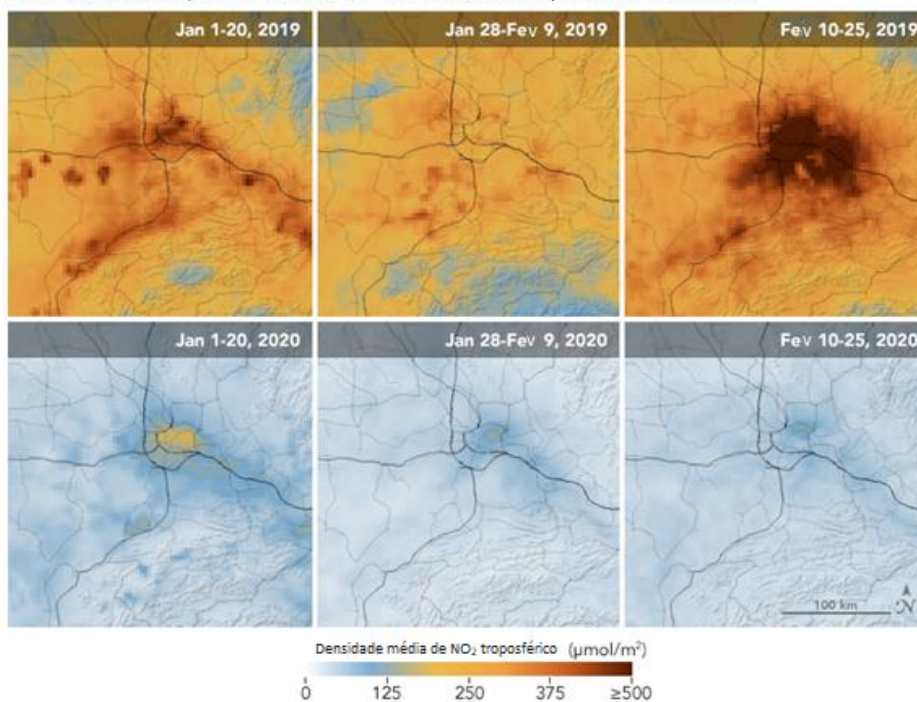 Jan 1-20, 2019
Jan 28-Fev 9, 2019
Fev 10-25, 2019
Jan 1-20, 2020
Jan 28-Fev 9, 2020
Fev 10-25, 2020
100 km
N
Densidade média de NO₂ troposférico (µmol/m²)
0 125 250 375 ≥500